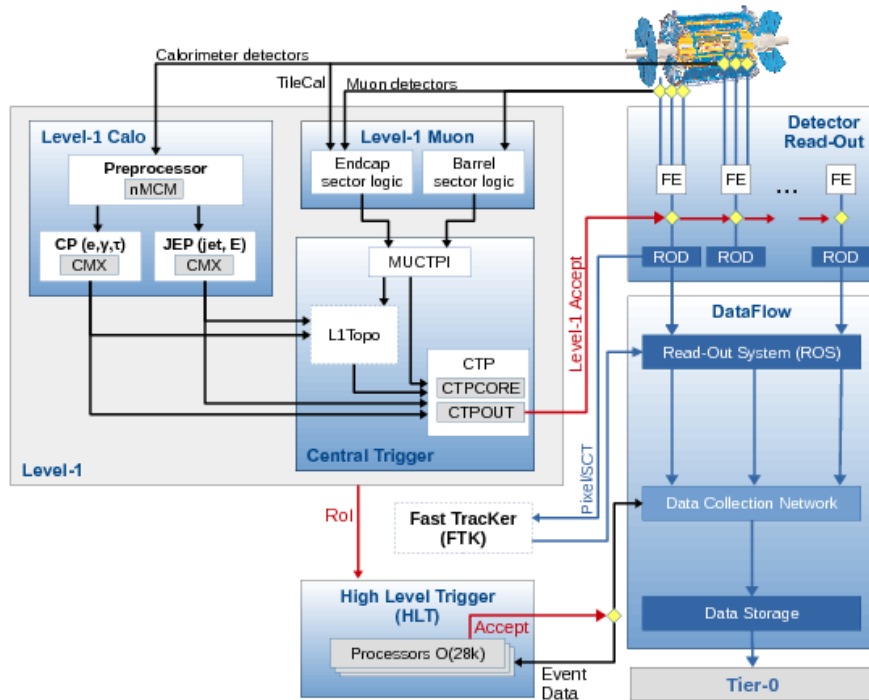 Calorimeter detectors
TileCal
Muon detectors
Level-1 Calo
Preprocessor
nMCM
CP (e,γ,τ)
CMX
JEP (jet, E)
CMX
Level-1 Muon
Endcap
sector logic
Barrel
sector logic
MUCTPI
L1Topo
CTP
CTPCORE
CTPOUT
Central Trigger
Level-1
Level-1 Accept
Detector
Read-Out
FE
FE
...
FE
ROD
ROD
ROD
DataFlow
Read-Out System (ROS)
Pixel/SCT
Data Collection Network
Data Storage
Tier-0
RoI
Fast TracKer
(FTK)
High Level Trigger
(HLT)
Accept
Processors O(28k)
Event
Data